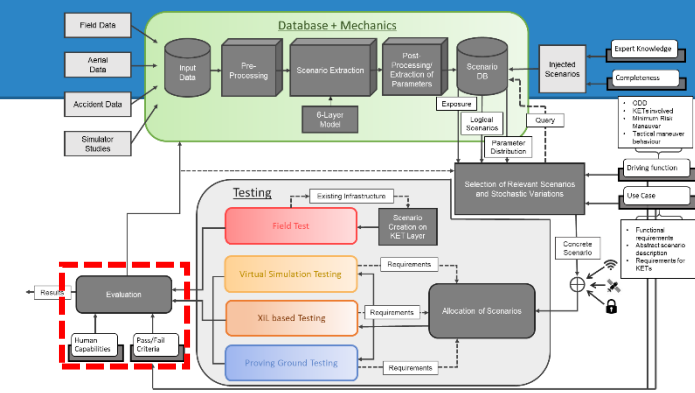 Database + Mechanics
Field Data
Aerial
Data
Accident Data
Simulator
Studies
Input
Data
Pre-
Processing
Scenario Extraction
Post-
Processing/
Extraction of
Parameters
Scenario
DB
Injected
Scenarios
Expert Knowledge
Completeness
6-Layer
Model
Exposure
Logical
Scenarios
Parameter
Distribution
Query
• ODD
• KETs involved
• Minimum Risk
Maneuver
• Tactical maneuver
behaviour
Driving function
Use Case
• Functional
requirements
• Abstract scenario
description
• Requirements for
KETs
Selection of Relevant Scenarios
and Stochastic Variations
Concrete
Scenario
Testing
Existing Infrastructure
Field Test
Scenario
Creation on
KET Layer
Virtual Simulation Testing
Requirements
XiL based Testing
Requirements
Allocation of Scenarios
Proving Ground Testing
Requirements
Results
Evaluation
Human
Capabilities
Pass/Fail
Criteria